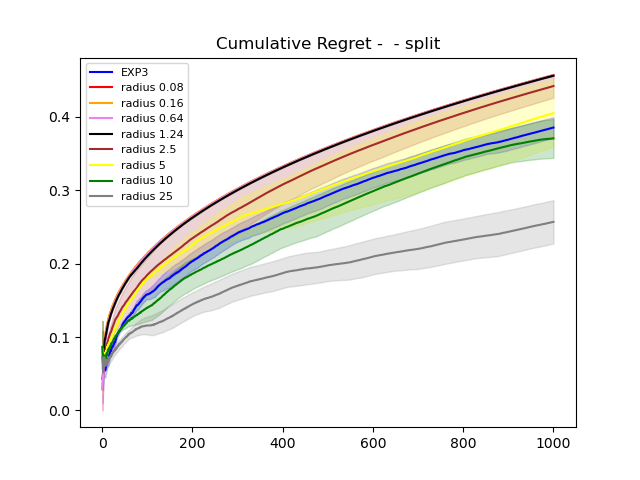 Cumulative Regret -  - split
EXP3
radius 0.08
radius 0.16
radius 0.64
radius 1.24
radius 2.5
radius 5
radius 10
radius 25
0.4
0.3
0.2
0.1
0.0
0 200 400 600 800 1000